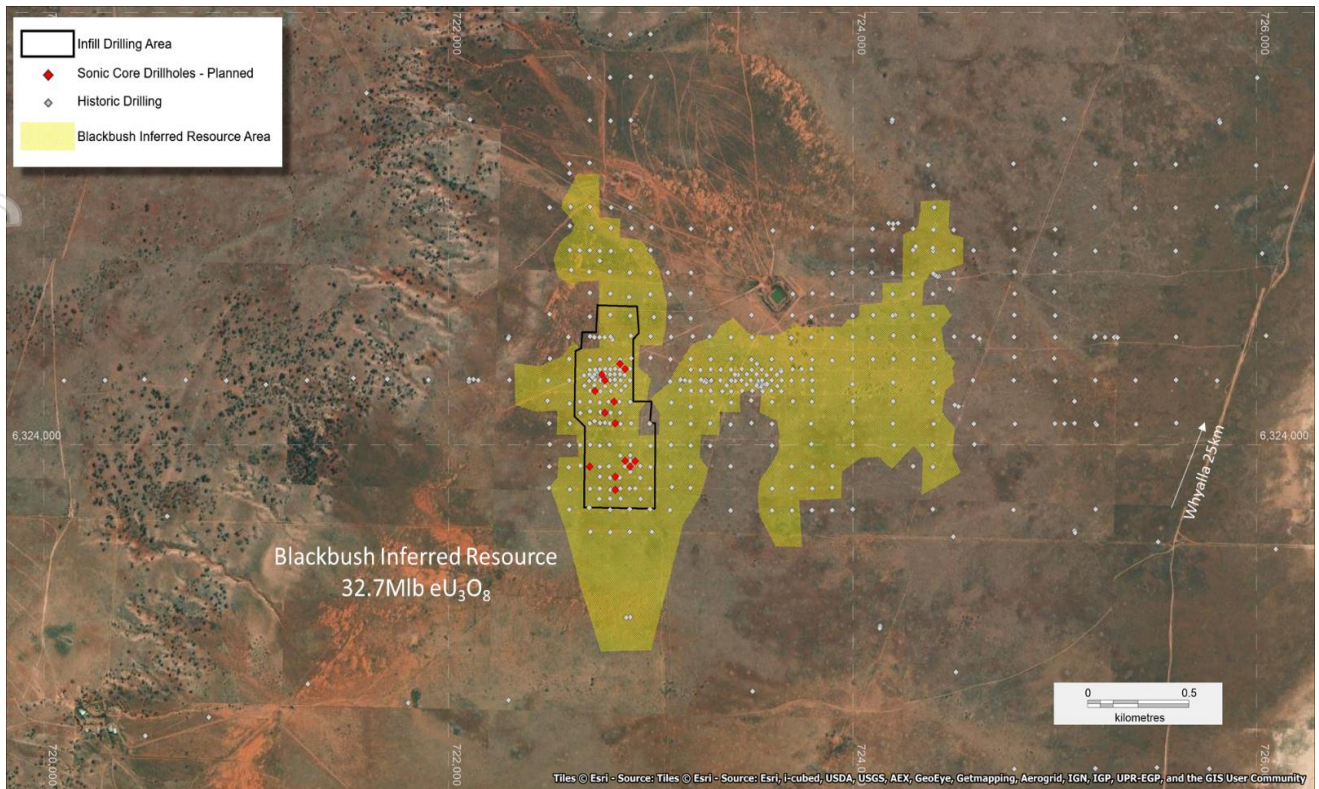 Infill Drilling Area
Sonic Core Drillholes - Planned
Historic Drilling
Blackbush Inferred Resource Area
722,000
724,000
726,000
6,324,000
6,324,000
Whyalla 25km
Blackbush Inferred Resource
32.7Mlb eU₃O₈
0 0.5
kilometres
720,000
722,000
724,000
726,000
Tiles © Esri - Source: Tiles © Esri - Source: Esri, i-cubed, USDA, USGS, AEX, GeoEye, Getmapping, Aerogrid, IGN, IGP, UPR-EGP, and the GIS User Community